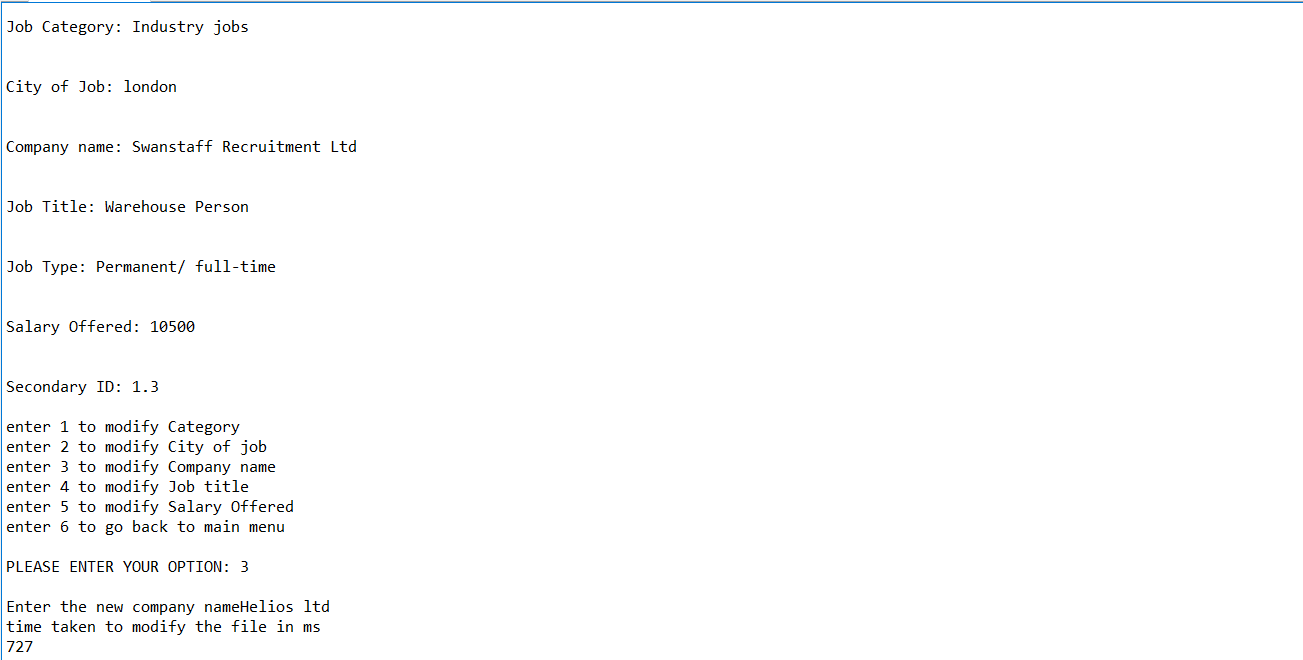 Job Category: Industry jobs
City of Job: london
Company name: Swanstaff Recruitment Ltd
Job Title: Warehouse Person
Job Type: Permanent/ full-time
Salary Offered: 10500
Secondary ID: 1.3
enter 1 to modify Category
enter 2 to modify City of job
enter 3 to modify Company name
enter 4 to modify Job title
enter 5 to modify Salary Offered
enter 6 to go back to main menu
PLEASE ENTER YOUR OPTION: 3
Enter the new company nameHelios ltd
time taken to modify the file in ms
727